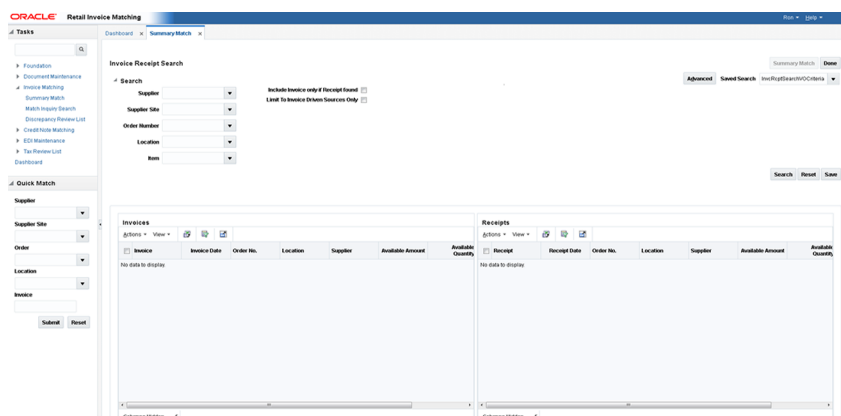 ORACLE Retail Invoice Matching
Ron Help
Tasks
Dashboard x Summary Match x
Foundation
Document Maintenance
Invoice Matching
Summary Match
Match Inquiry Search
Discrepancy Review List
Credit Note Matching
EDI Maintenance
Tax Review List
Dashboard
Quick Match
Supplier
Supplier Site
Order
Location
Invoice
Submit Reset
Invoice Receipt Search
Summary Match Done
Advanced Saved Search InvcRcptSearchVOCriteria
Search
Supplier
Supplier Site
Order Number
Location
Item
Include Invoice only if Receipt found
Limit To Invoice Driven Sources Only
Search Reset Save
Invoices
Actions View
Invoice Invoice Date Order No. Location Supplier Available Amount Available Quantity
No data to display.
Columns Hidden
Receipts
Actions View
Receipt Receipt Date Order No. Location Supplier Available Amount Available Quantity
No data to display.
Columns Hidden